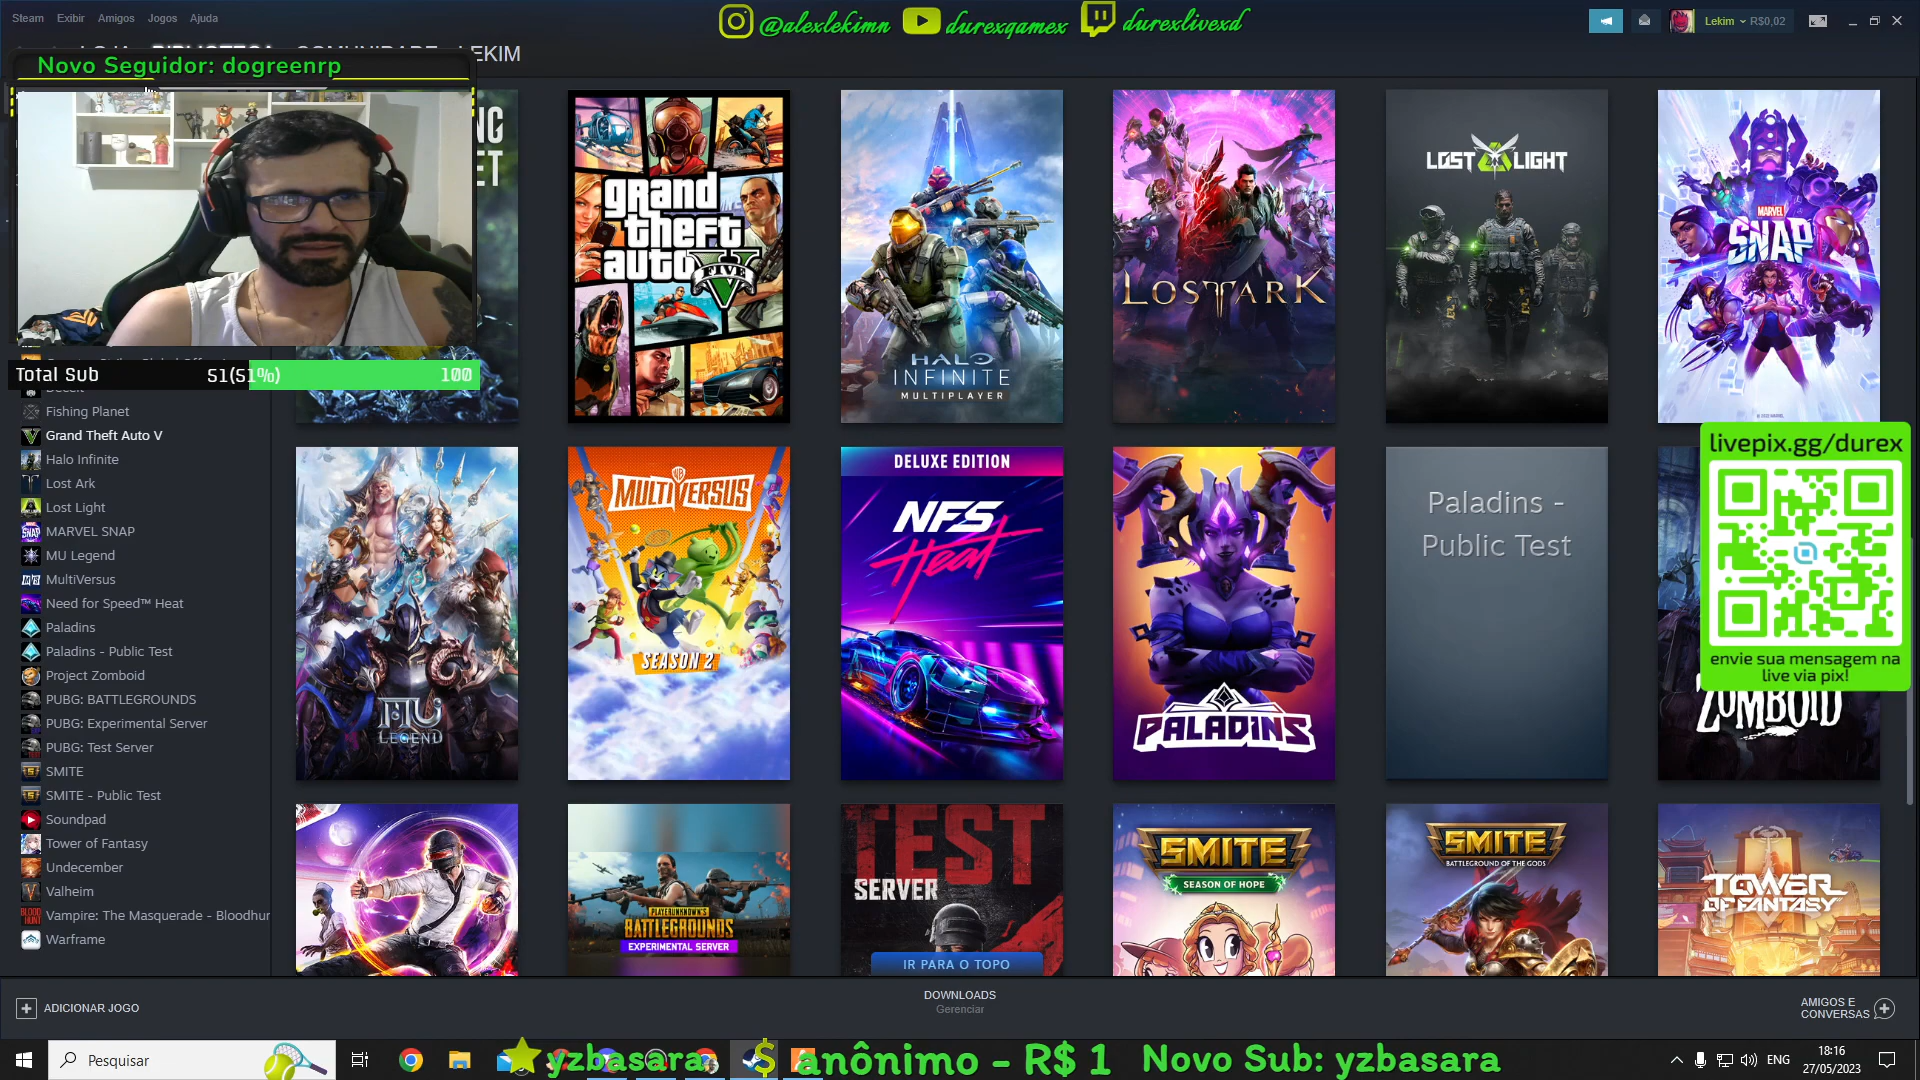 Steam Exibir Amigos Jogos Ajuda
@alexlekimn durexgamex durexlivexd
Lekim R$0,02
LEKIM
Novo Seguidor: dogreenrp
grand
theft
auto
FIVE
HALO
INFINITE
MULTIPLAYER
LOST ARK
LOST LIGHT
MARVEL
SNAP
Total Sub 51(51%) 100
Fishing Planet
Grand Theft Auto V
Halo Infinite
Lost Ark
Lost Light
MARVEL SNAP
MU Legend
MultiVersus
Need for Speed™ Heat
Paladins
Paladins - Public Test
Project Zomboid
PUBG: BATTLEGROUNDS
PUBG: Experimental Server
PUBG: Test Server
SMITE
SMITE - Public Test
Soundpad
Tower of Fantasy
Undecember
Valheim
Vampire: The Masquerade - Bloodhun
Warframe
MU
LEGEND
MULTIVERSUS
SEASON 2
DELUXE EDITION
NFS
Heat
PALADINS
Paladins -
Public Test
livepix.gg/durex
envie sua mensagem na
live via pix!
ZOMBOID
PLAYERUNKNOWN'S
BATTLEGROUNDS
EXPERIMENTAL SERVER
TEST
SERVER
IR PARA O TOPO
SMITE
SEASON OF HOPE
SMITE
BATTLEGROUND OF THE GODS
TOWER
OF FANTASY
ADICIONAR JOGO
DOWNLOADS
Gerenciar
AMIGOS E
CONVERSAS
Pesquisar
yzbasara
anônimo - R$ 1
Novo Sub: yzbasara
ENG
18:16
27/05/2023